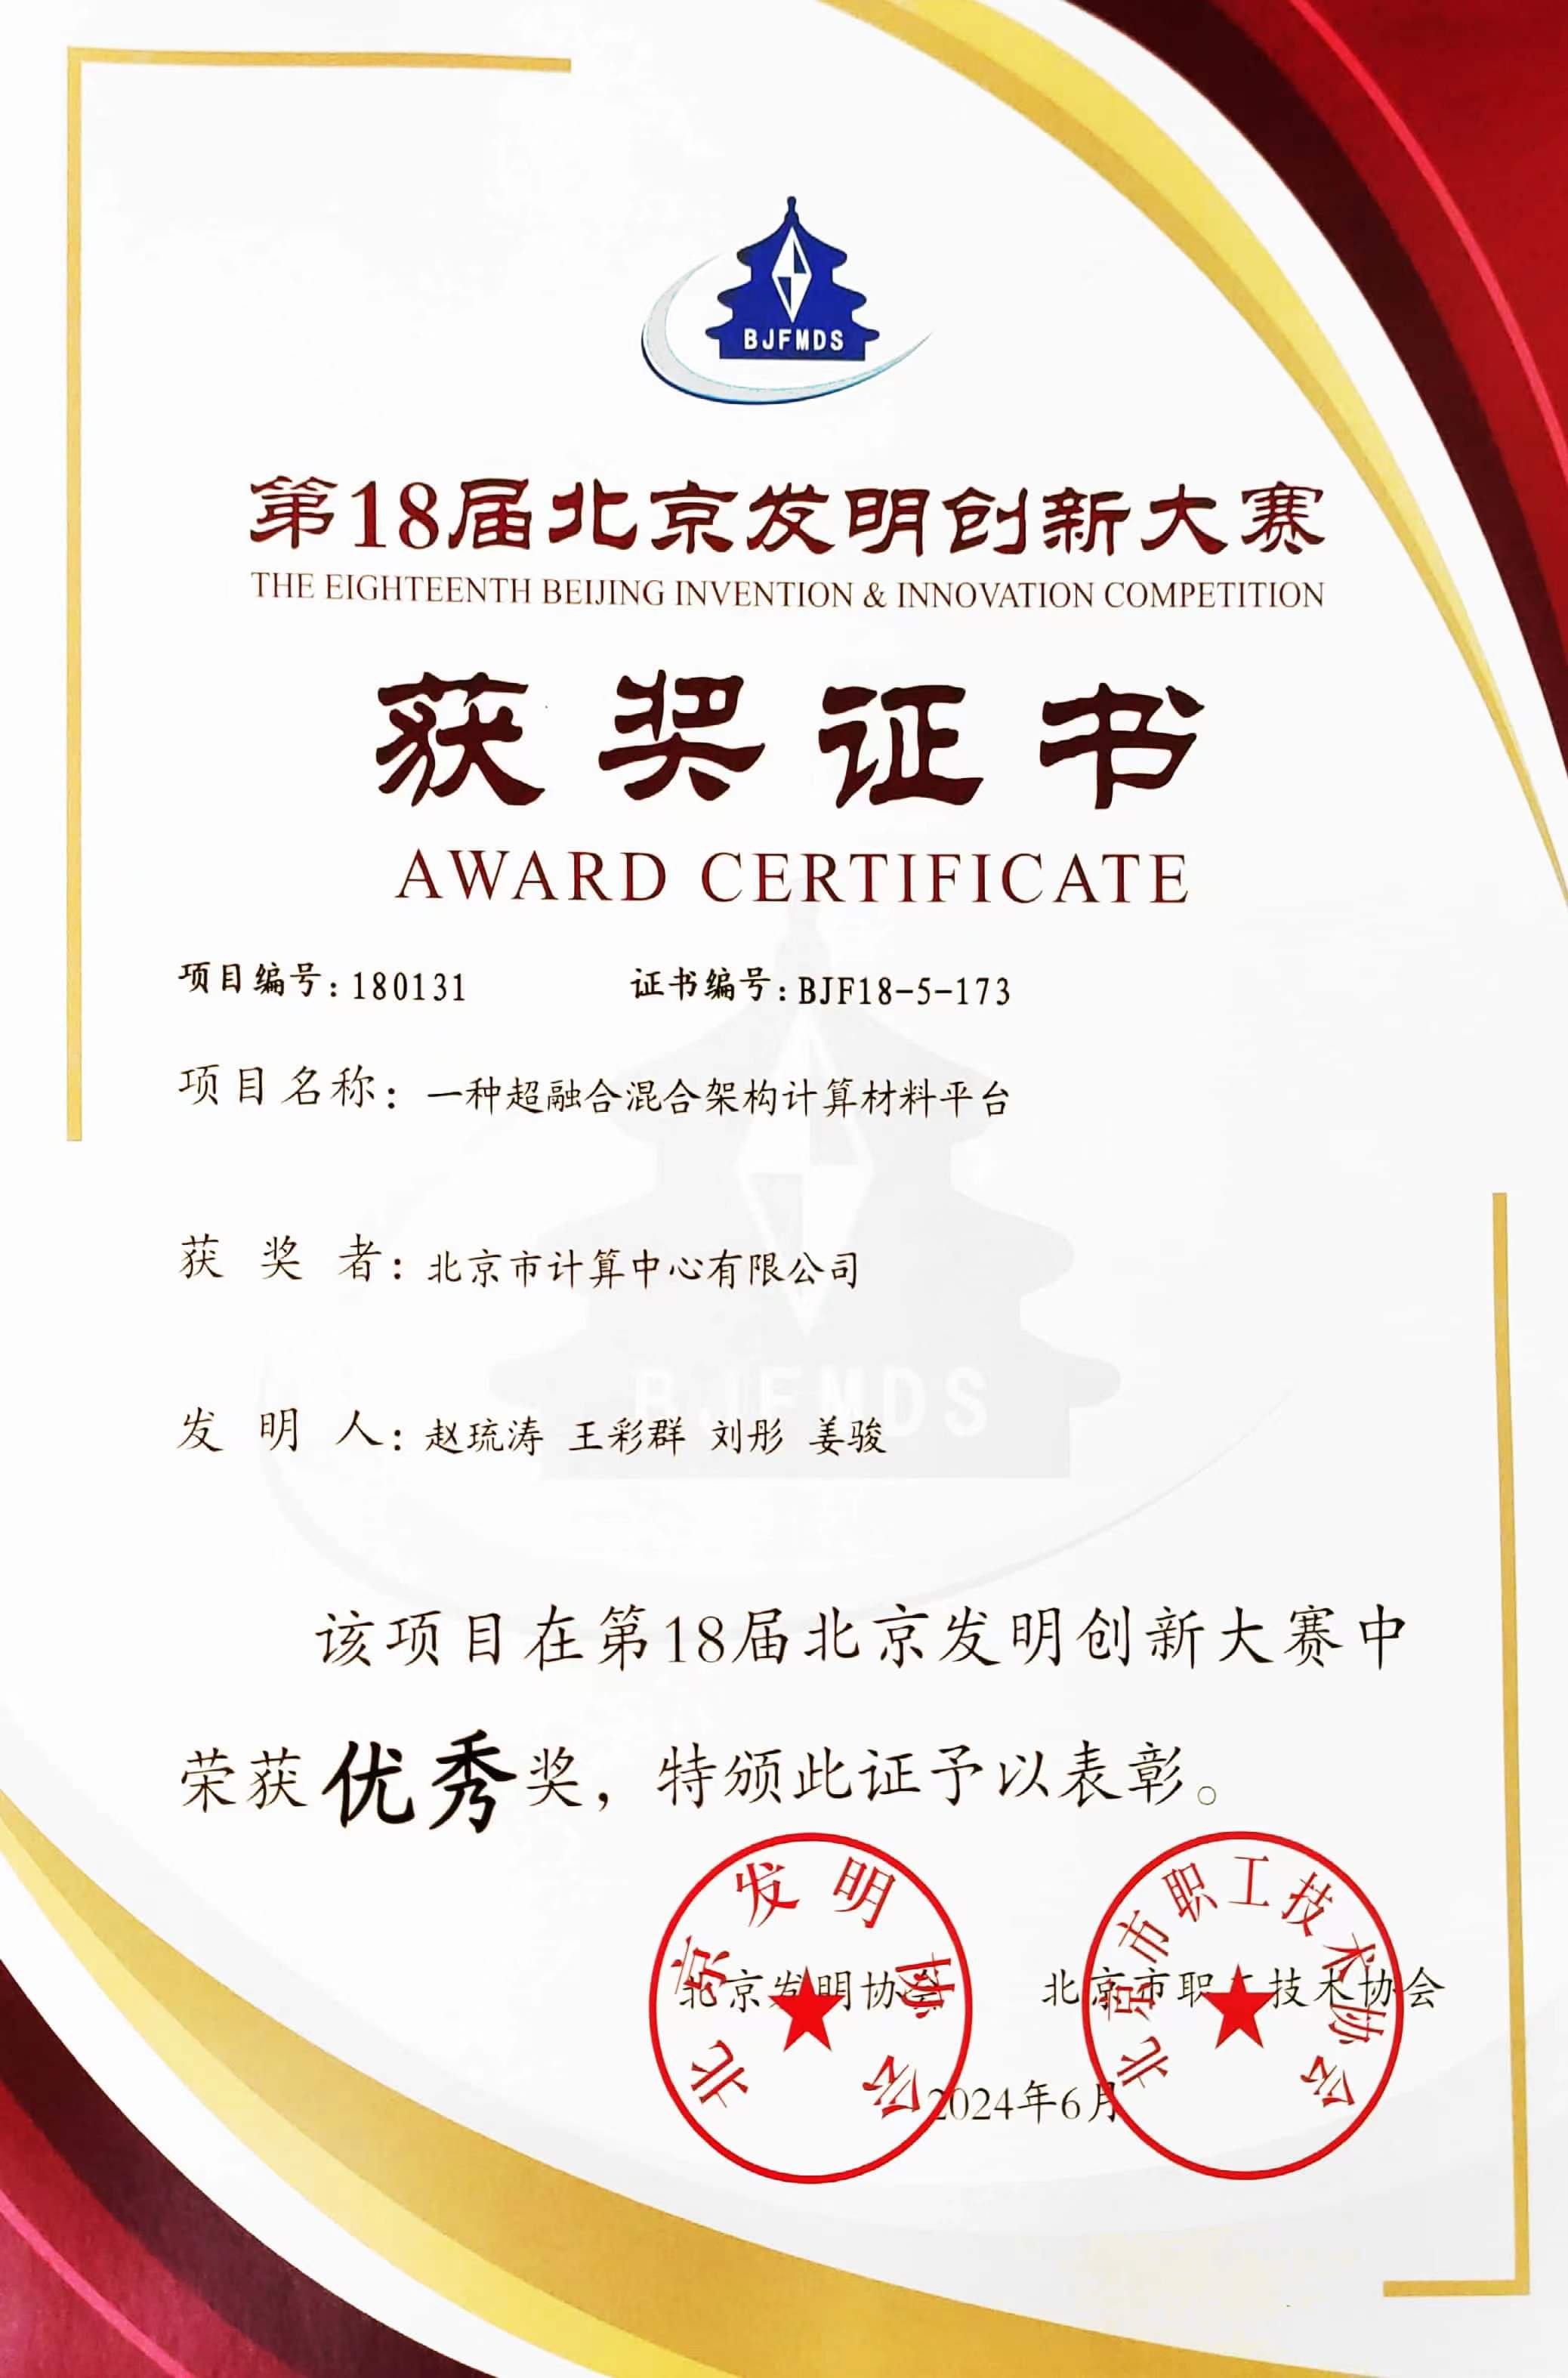 BJFMDS
第18届北京发明创新大赛
THE EIGHTEENTH BEIJING INVENTION & INNOVATION COMPETITION
获奖证书
AWARD CERTIFICATE
项目编号：180131 证书编号：BJF18-5-173
项目名称：一种超融合混合架构计算材料平台
获奖者：北京市计算中心有限公司
BJFMDS
发明人：赵琉涛 王彩群 刘彤 姜骏
该项目在第18届北京发明创新大赛中
荣获优秀奖，特颁此证予以表彰。
北京发明协会
北京市职工技术协会
北京发明协会 北京市职工技术协会
2024年6月